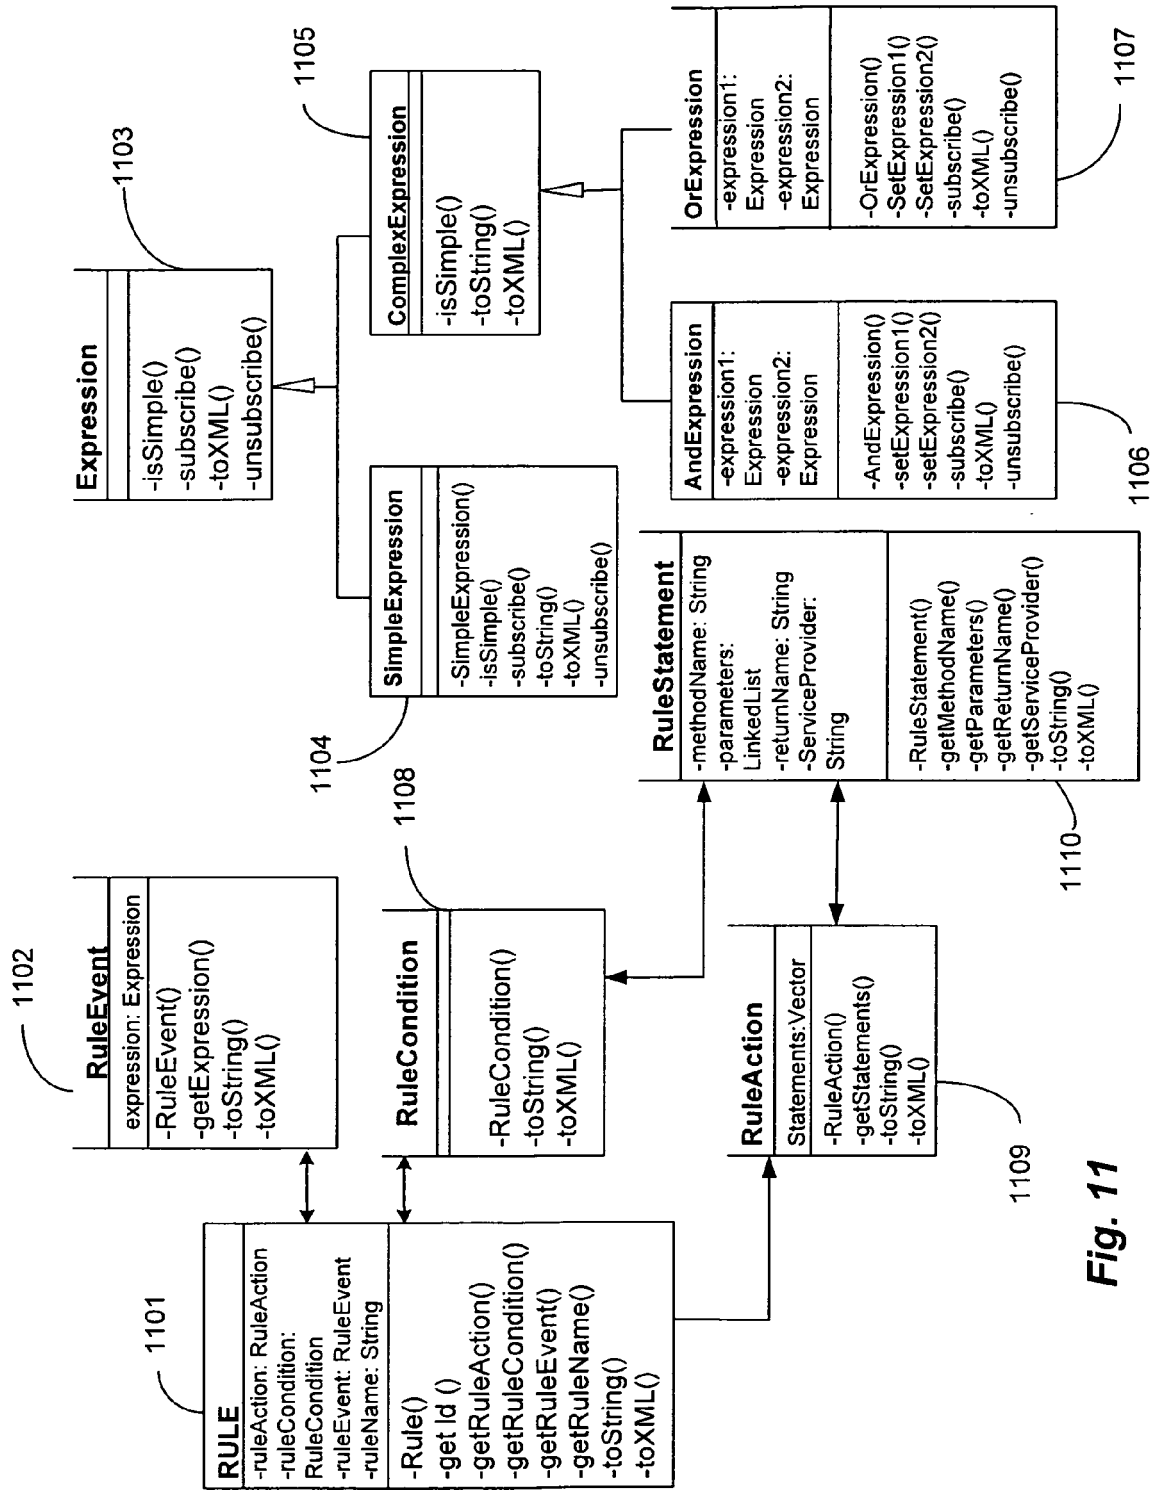 1101
RULE
-ruleAction: RuleAction
-ruleCondition:
RuleCondition
-ruleEvent: RuleEvent
-ruleName: String
-Rule()
-get Id ()
-getRuleAction()
-getRuleCondition()
-getRuleEvent()
-getRuleName()
-toString()
-toXML()
1102
RuleEvent
expression: Expression
-RuleEvent()
-getExpression()
-toString()
-toXML()
1108
RuleCondition
-RuleCondition()
-toString()
-toXML()
RuleAction
Statements:Vector
-RuleAction()
-getStatements()
-toString()
-toXML()
1109
1103
Expression
-isSimple()
-subscribe()
-toXML()
-unsubscribe()
1104
SimpleExpression
-SimpleExpression()
-isSimple()
-subscribe()
-toString()
-toXML()
-unsubscribe()
1105
ComplexExpression
-isSimple()
-toString()
-toXML()
RuleStatement
-methodName: String
-parameters:
LinkedList
-returnName: String
-ServiceProvider:
String
-RuleStatement()
-getMethodName()
-getParameters()
-getReturnName()
-getServiceProvider()
-toString()
-toXML()
1110
AndExpression
-expression1:
Expression
-expression2:
Expression
-AndExpression()
-setExpression1()
-setExpression2()
-subscribe()
-toXML()
-unsubscribe()
1106
OrExpression
-expression1:
Expression
-expression2:
Expression
-OrExpression()
-SetExpression1()
-SetExpression2()
-subscribe()
-toXML()
-unsubscribe()
1107
Fig. 11